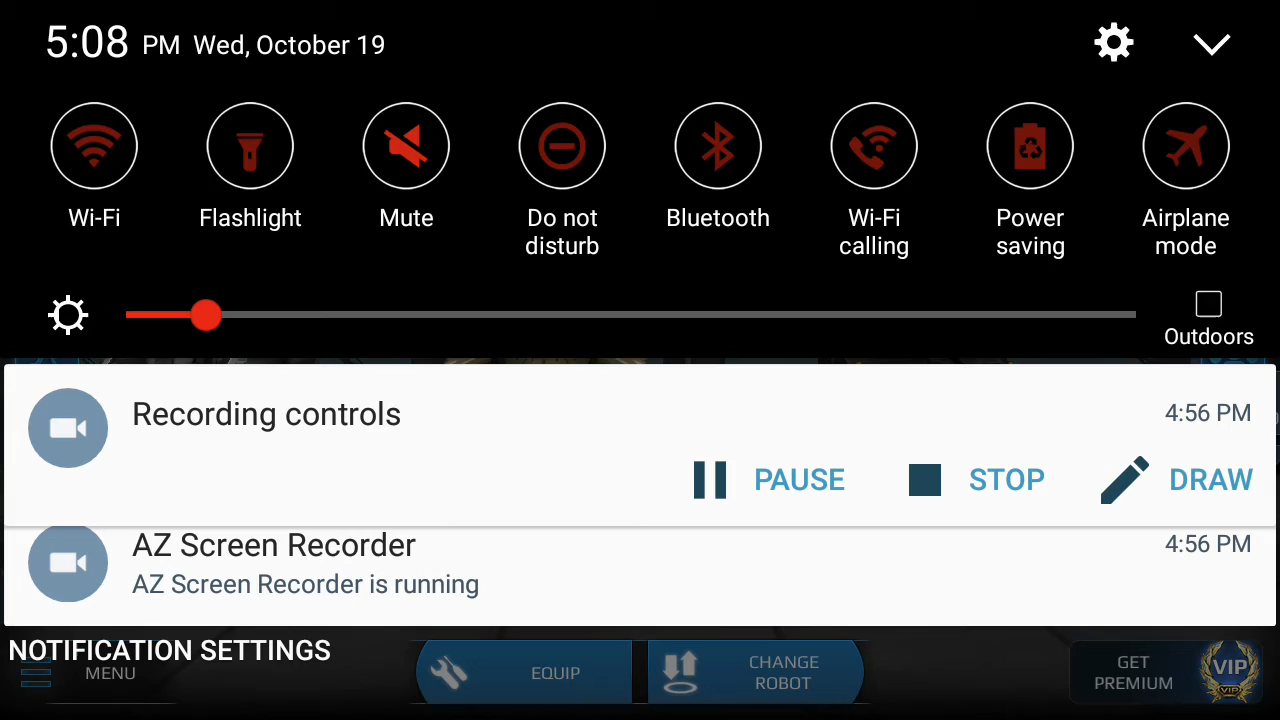 5:08 PM Wed, October 19
Wi-Fi
Flashlight
Mute
Do not
disturb
Bluetooth
Wi-Fi
calling
Power
saving
Airplane
mode
Outdoors
Recording controls
4:56 PM
PAUSE
STOP
DRAW
AZ Screen Recorder
4:56 PM
AZ Screen Recorder is running
NOTIFICATION SETTINGS
MENU
EQUIP
CHANGE
ROBOT
GET
PREMIUM
VIP
VIP